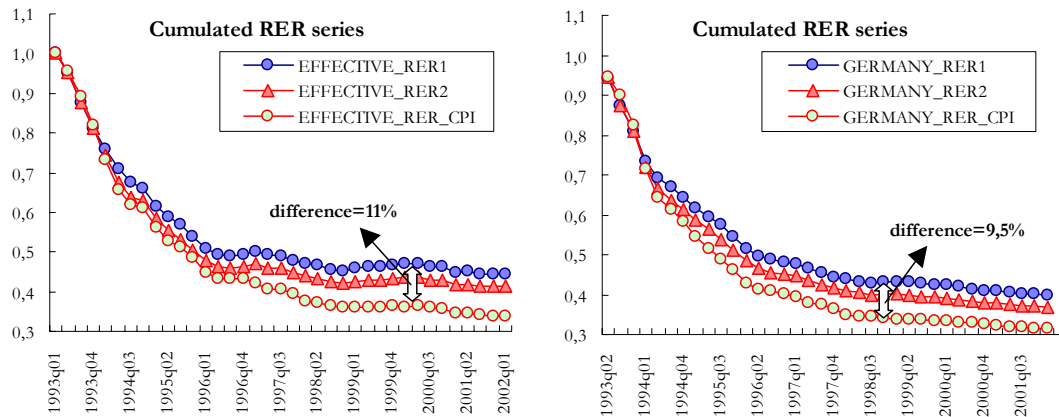 Cumulated RER series
EFFECTIVE_RER1
EFFECTIVE_RER2
EFFECTIVE_RER_CPI
difference=11%
1,1
1,0
0,9
0,8
0,7
0,6
0,5
0,4
0,3
1993q01
1993q04
1994q03
1995q02
1996q01
1996q04
1997q03
1998q02
1999q01
1999q04
2000q03
2001q02
2002q01
Cumulated RER series
GERMANY_RER1
GERMANY_RER2
GERMANY_RER_CPI
difference=9,5%
1,1
1,0
0,9
0,8
0,7
0,6
0,5
0,4
0,3
1993q02
1994q01
1994q04
1995q03
1996q02
1997q01
1997q04
1998q03
1999q02
2000q01
2000q04
2001q03